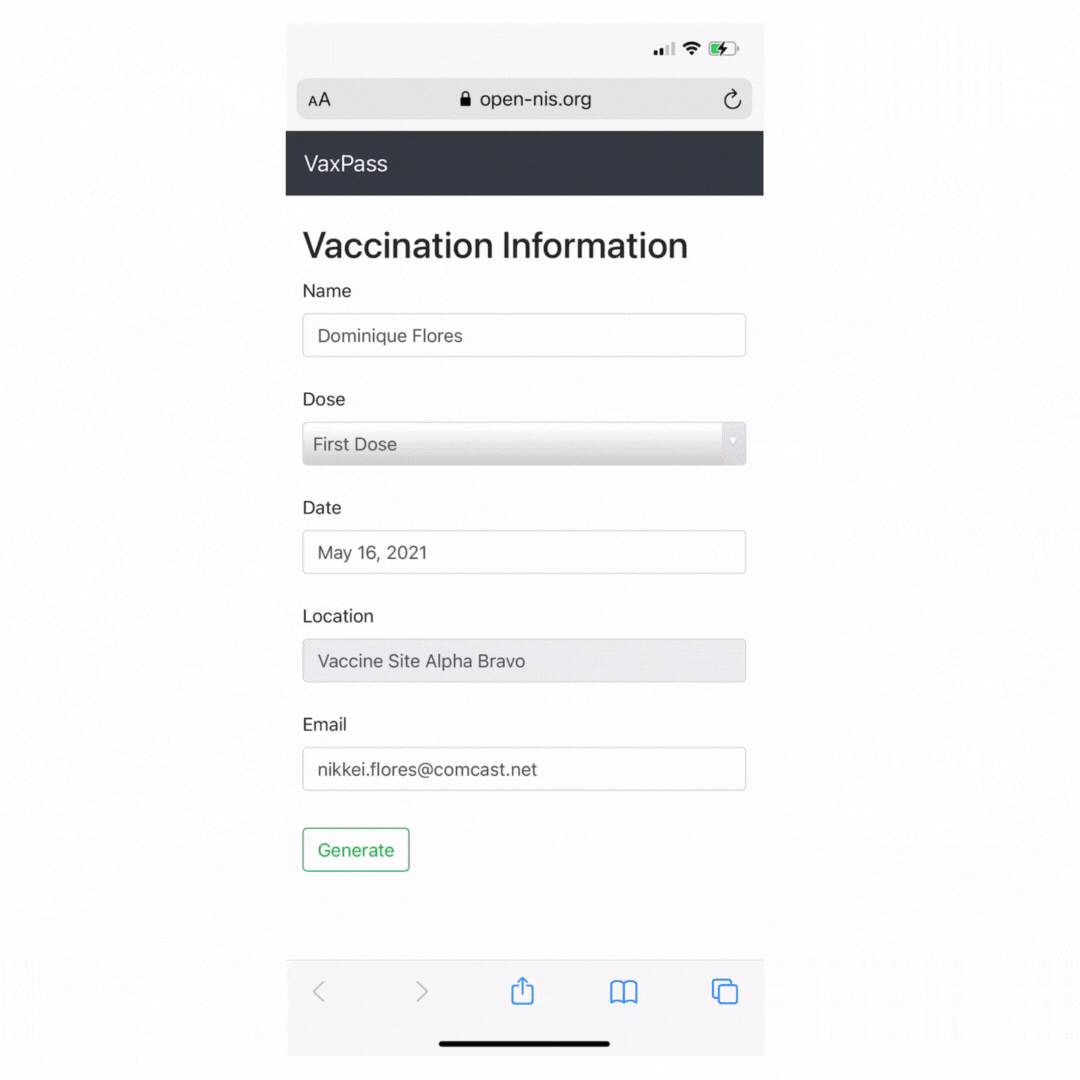 AA open-nis.org
VaxPass
Vaccination Information
Name
Dominique Flores
Dose
First Dose
Date
May 16, 2021
Location
Vaccine Site Alpha Bravo
Email
nikkei.flores@comcast.net
Generate